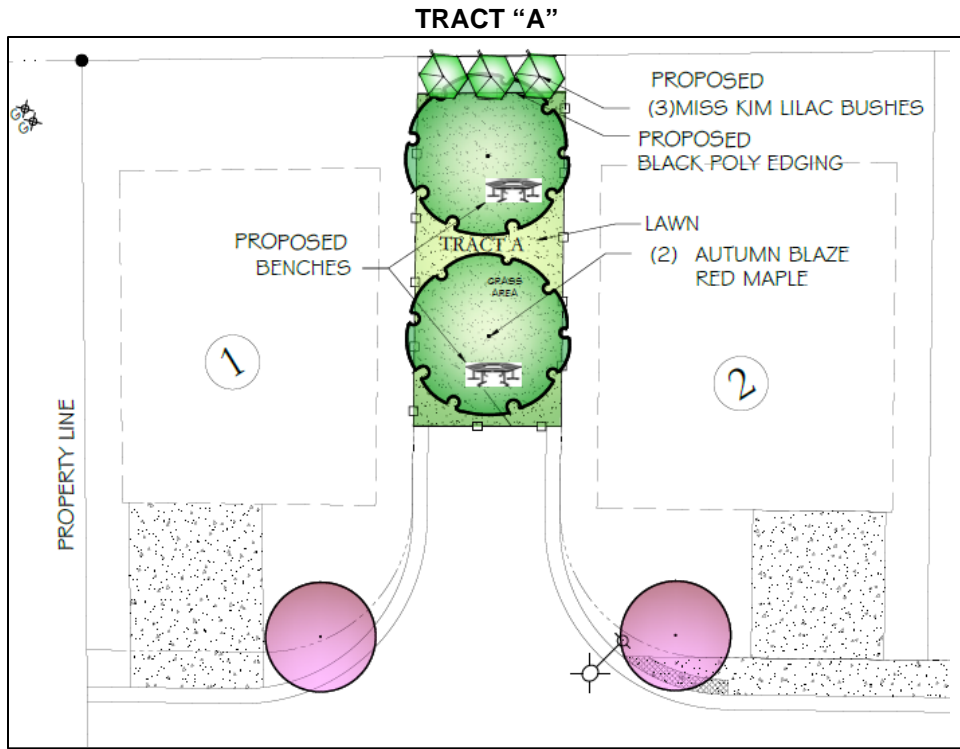 TRACT “A”
PROPOSED
(3)MISS KIM LILAC BUSHES
PROPOSED
BLACK POLY EDGING
G
G
LAWN
(2) AUTUMN BLAZE
RED MAPLE
PROPOSED
BENCHES
TRACT A
GRASS
AREA
1
2
PROPERTY LINE